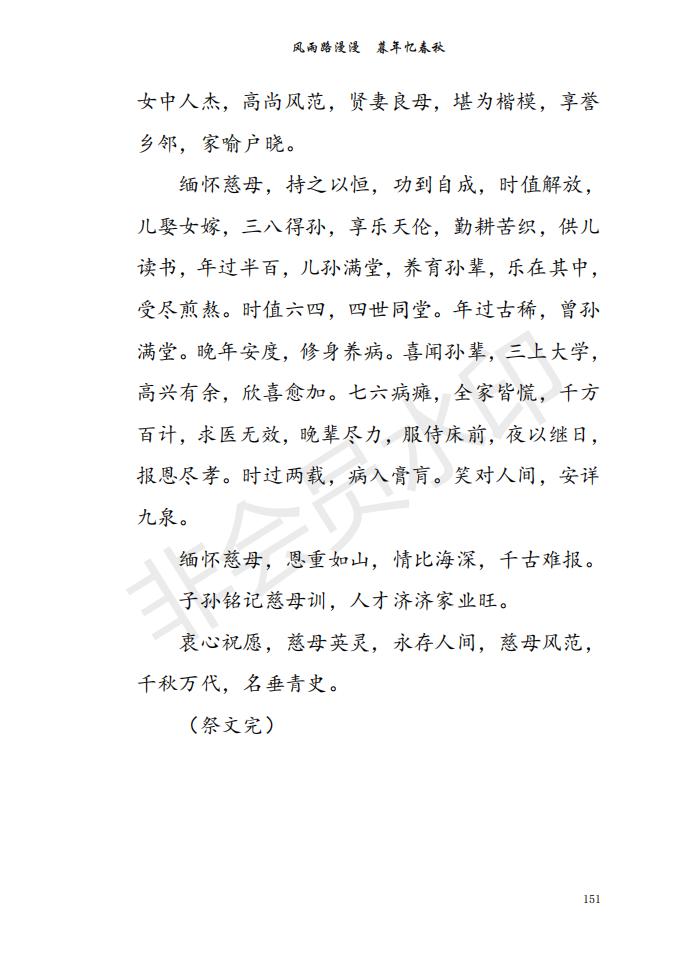 风雨路漫漫　暮年忆春秋
女中人杰，高尚风范，贤妻良母，堪为楷模，享誉
乡邻，家喻户晓。
缅怀慈母，持之以恒，功到自成，时值解放，
儿娶女嫁，三八得孙，享乐天伦，勤耕苦织，供儿
读书，年过半百，儿孙满堂，养育孙辈，乐在其中，
受尽煎熬。时值六四，四世同堂。年过古稀，曾孙
满堂。晚年安度，修身养病。喜闻孙辈，三上大学，
高兴有余，欣喜愈加。七六病瘫，全家皆慌，千方
百计，求医无效，晚辈尽力，服侍床前，夜以继日，
报恩尽孝。时过两载，病入膏肓。笑对人间，安详
九泉。
缅怀慈母，恩重如山，情比海深，千古难报。
子孙铭记慈母训，人才济济家业旺。
衷心祝愿，慈母英灵，永存人间，慈母风范，
千秋万代，名垂青史。
（祭文完）
非会员水印
151